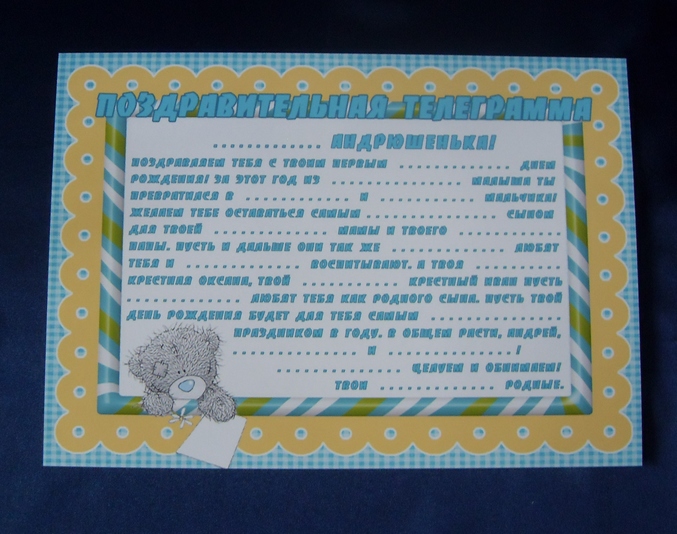 ПОЗДРАВИТЕЛЬНАЯ ТЕЛЕГРАММА
.............. АНДРЮШЕНЬКА!
ПОЗДРАВЛЯЕМ ТЕБЯ С ТВОИМ ПЕРВЫМ .............. ДНЕМ
РОЖДЕНИЯ! ЗА ЭТОТ ГОД ИЗ ................. МАЛЫША ТЫ
ПРЕВРАТИЛСЯ В .............. И ............. МАЛЬЧИКА!
ЖЕЛАЕМ ТЕБЕ ОСТАВАТЬСЯ САМЫМ .................. СЫНОМ
ДЛЯ ТВОЕЙ .............. МАМЫ И ТВОЕГО .............
ПАПЫ. ПУСТЬ И ДАЛЬШЕ ОНИ ТАК ЖЕ .............. ЛЮБЯТ
ТЕБЯ И .............. ВОСПИТЫВАЮТ. А ТВОЯ ...........
КРЕСТНАЯ ОКСАНА, ТВОЙ ............ КРЕСТНЫЙ ИВАН ПУСТЬ
.............. ЛЮБЯТ ТЕБЯ КАК РОДНОГО СЫНА. ПУСТЬ ТВОЙ
ДЕНЬ РОЖДЕНИЯ БУДЕТ ДЛЯ ТЕБЯ САМЫМ .................
ПРАЗДНИКОМ В ГОДУ. В ОБЩЕМ РАСТИ, АНДРЕЙ,
................ И ...............!
............... ЦЕЛУЕМ И ОБНИМАЕМ!
ТВОИ .............. РОДНЫЕ.